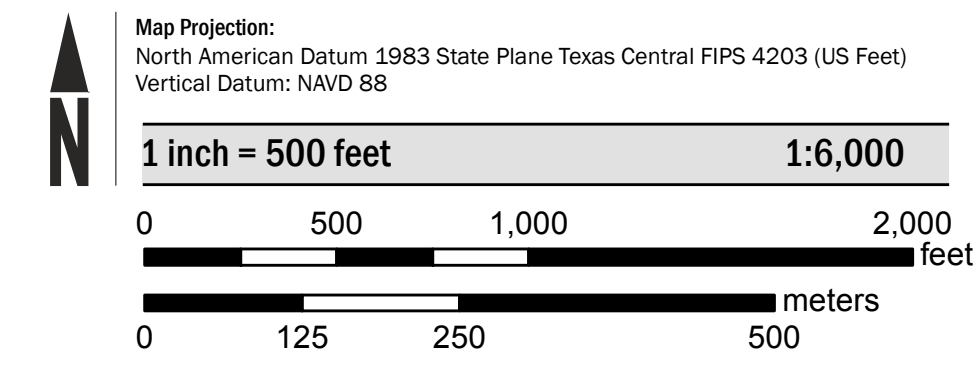 N
Map Projection:
North American Datum 1983 State Plane Texas Central FIPS 4203 (US Feet)
Vertical Datum: NAVD 88
1 inch = 500 feet 1:6,000
0 500 1,000 2,000
feet
meters
0 125 250 500